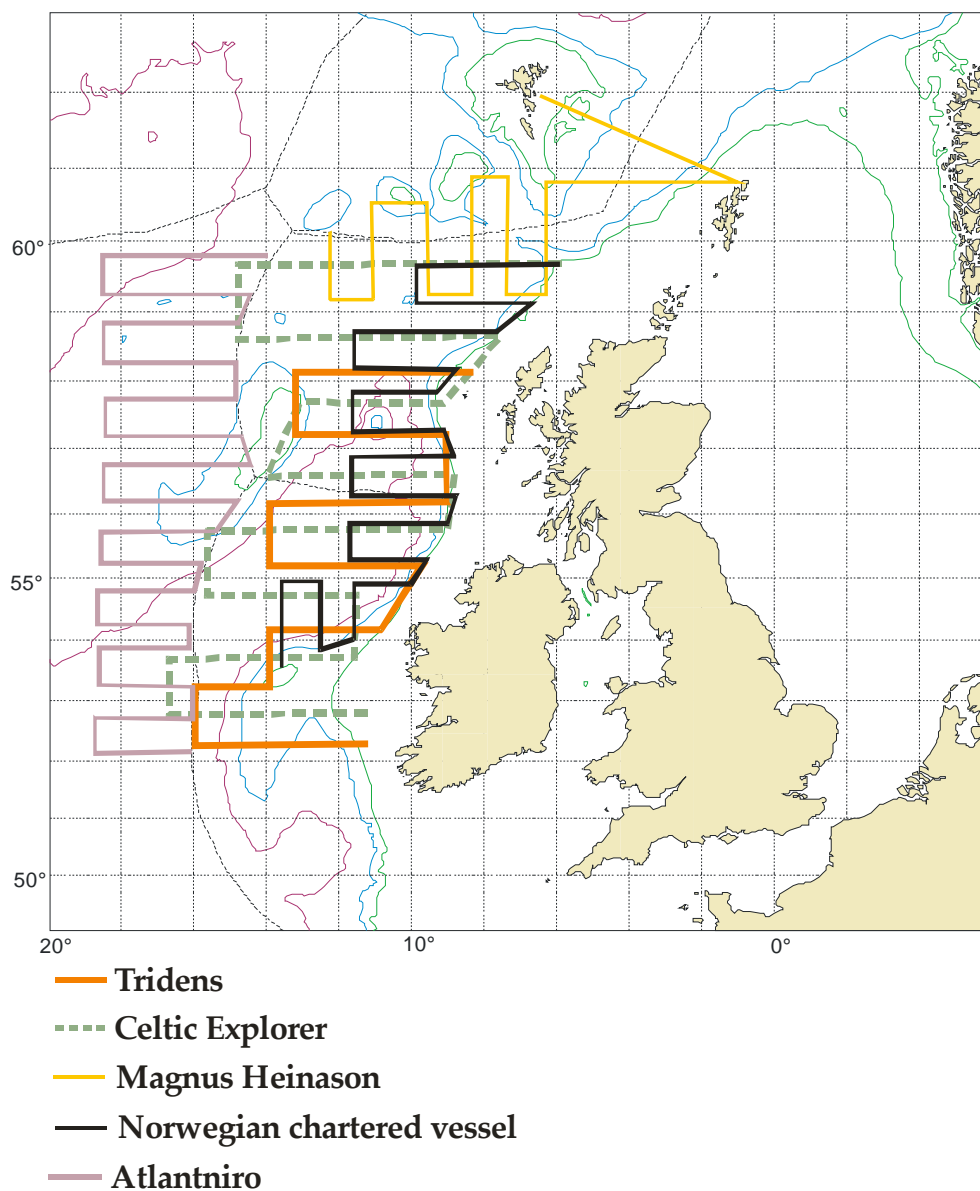 60°
55°
50°
20° 10° 0°
Tridens
Celtic Explorer
Magnus Heinason
Norwegian chartered vessel
Atlantniro